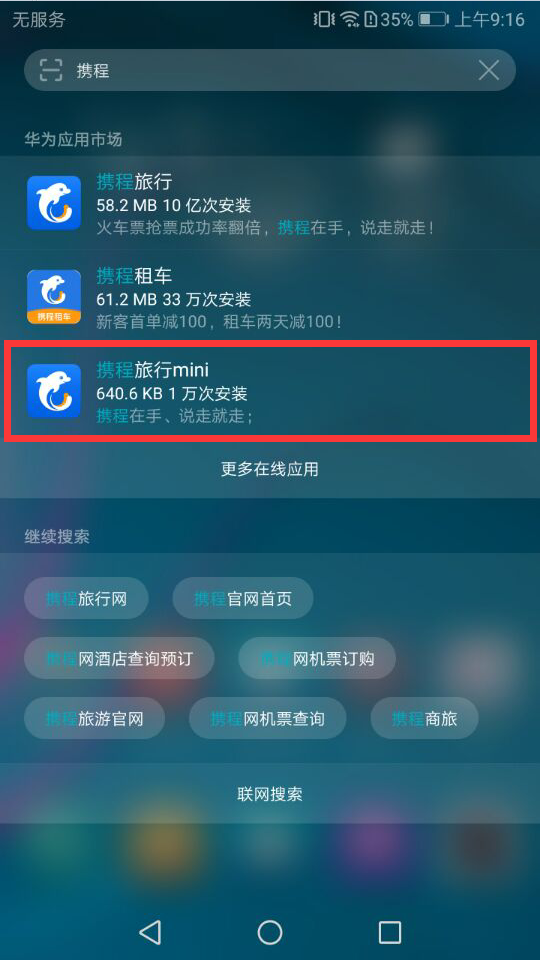 无服务 35% 上午9:16
携程
华为应用市场
携程旅行
58.2 MB 10 亿次安装
火车票抢票成功率翻倍，携程在手，说走就走！
携程租车
携程租车
61.2 MB 33 万次安装
新客首单减100，租车两天减100！
携程旅行mini
640.6 KB 1 万次安装
携程在手、说走就走；
更多在线应用
继续搜索
携程旅行网 携程官网首页
携程网酒店查询预订 携程网机票订购
携程旅游官网 携程网机票查询 携程商旅
联网搜索